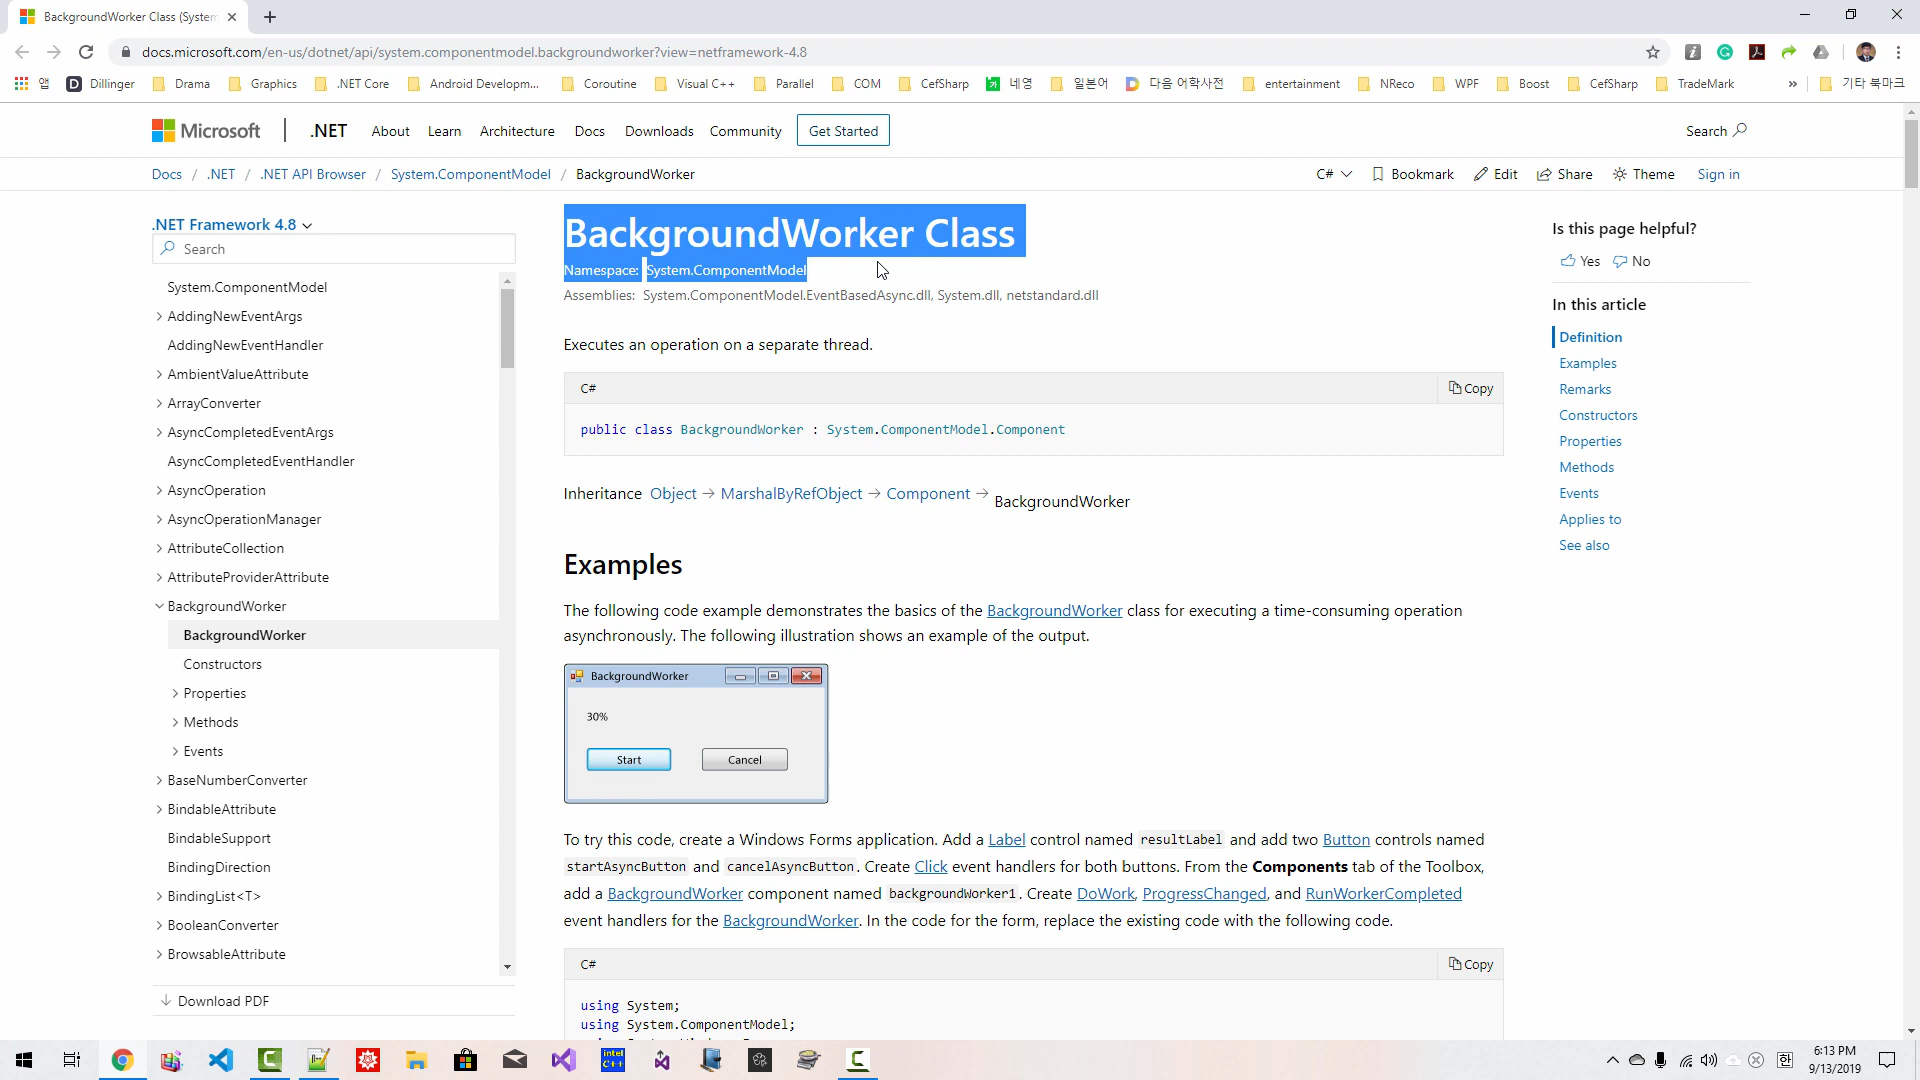 BackgroundWorker Class (System
docs.microsoft.com/en-us/dotnet/api/system.componentmodel.backgroundworker?view=netframework-4.8
앱 Dillinger Drama Graphics .NET Core Android Developm... Coroutine Visual C++ Parallel COM CefSharp 네영 일본어 다음 어학사전 entertainment NReco WPF Boost CefSharp TradeMark » 기타 북마크
Microsoft .NET About Learn Architecture Docs Downloads Community Get Started Search
Docs / .NET / .NET API Browser / System.ComponentModel / BackgroundWorker C# Bookmark Edit Share Theme Sign in
.NET Framework 4.8
Search
System.ComponentModel
AddingNewEventArgs
AddingNewEventHandler
AmbientValueAttribute
ArrayConverter
AsyncCompletedEventArgs
AsyncCompletedEventHandler
AsyncOperation
AsyncOperationManager
AttributeCollection
AttributeProviderAttribute
BackgroundWorker
BackgroundWorker
Constructors
Properties
Methods
Events
BaseNumberConverter
BindableAttribute
BindableSupport
BindingDirection
BindingList<T>
BooleanConverter
BrowsableAttribute
Download PDF
BackgroundWorker Class
Namespace: System.ComponentModel
Assemblies: System.ComponentModel.EventBasedAsync.dll, System.dll, netstandard.dll
Executes an operation on a separate thread.
C# Copy
public class BackgroundWorker : System.ComponentModel.Component
Inheritance Object → MarshalByRefObject → Component → BackgroundWorker
Examples
The following code example demonstrates the basics of the BackgroundWorker class for executing a time-consuming operation
asynchronously. The following illustration shows an example of the output.
BackgroundWorker
30%
Start Cancel
To try this code, create a Windows Forms application. Add a Label control named resultLabel and add two Button controls named
startAsyncButton and cancelAsyncButton. Create Click event handlers for both buttons. From the Components tab of the Toolbox,
add a BackgroundWorker component named backgroundWorker1. Create DoWork, ProgressChanged, and RunWorkerCompleted
event handlers for the BackgroundWorker. In the code for the form, replace the existing code with the following code.
C# Copy
using System;
using System.ComponentModel;
Is this page helpful?
Yes No
In this article
Definition
Examples
Remarks
Constructors
Properties
Methods
Events
Applies to
See also
intel C++
한
6:13 PM
9/13/2019